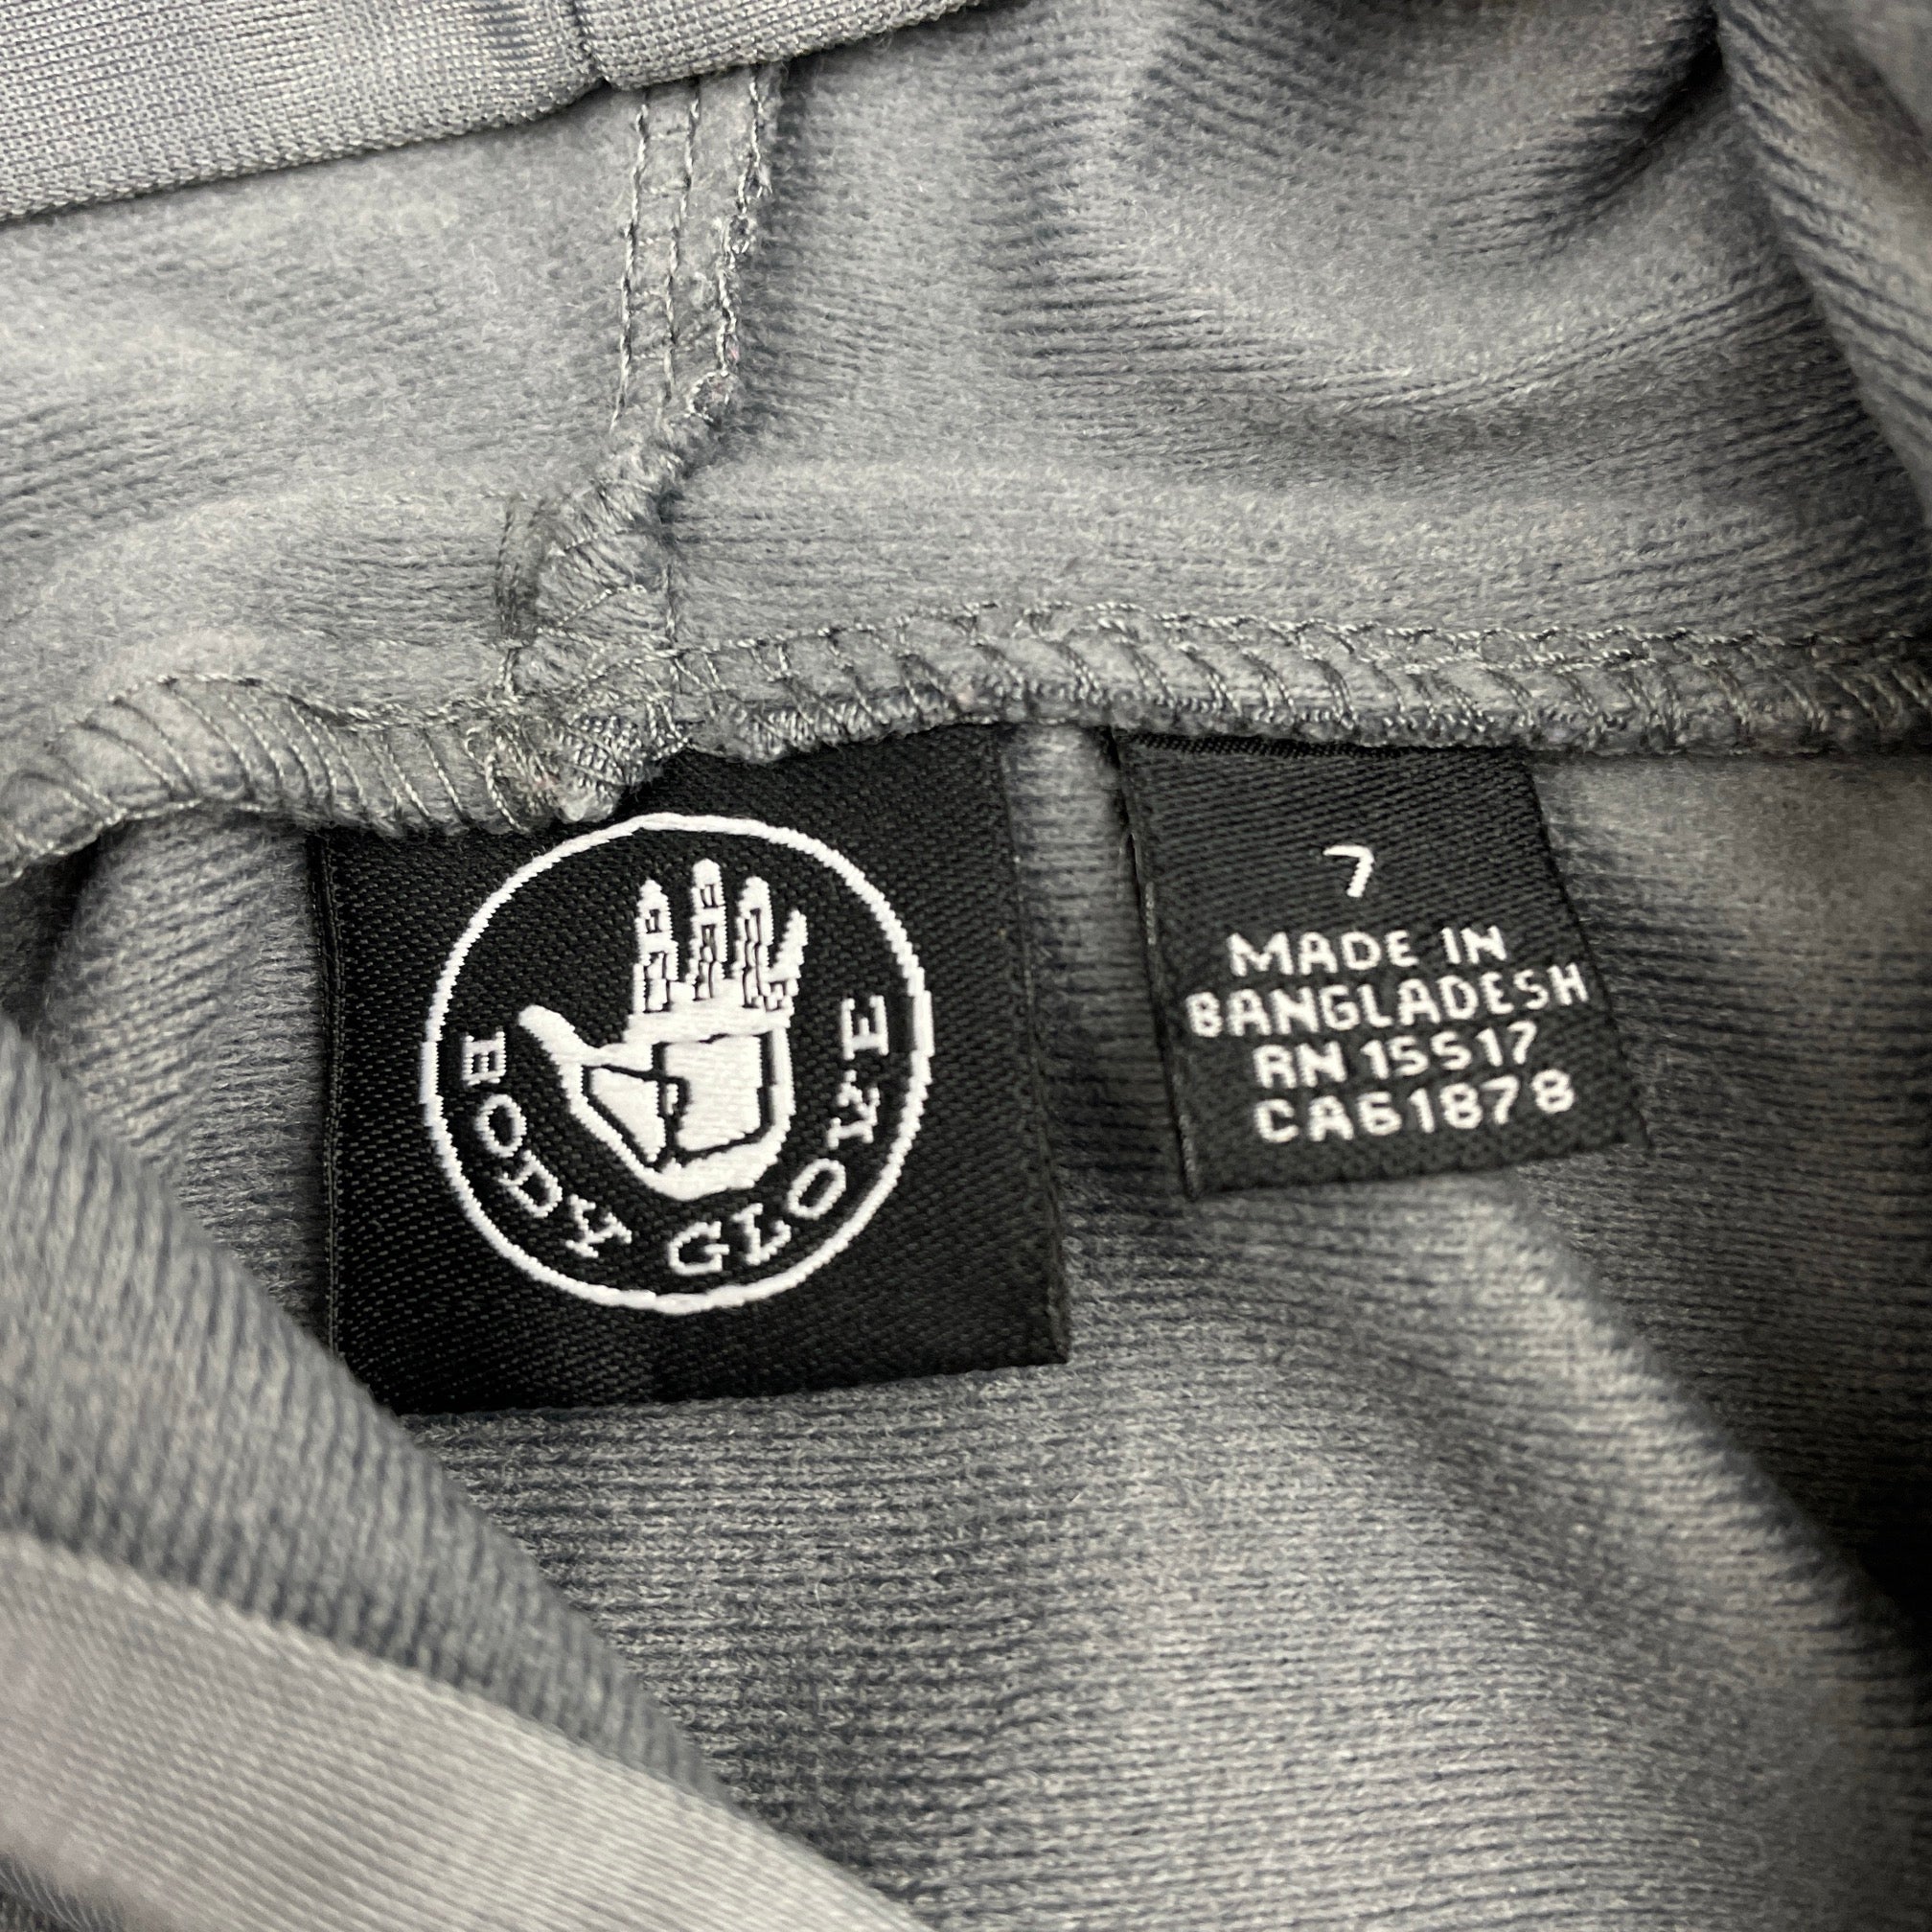 BODY GLOVE
7
MADE IN
BANGLADESH
RN 15517
CA61878